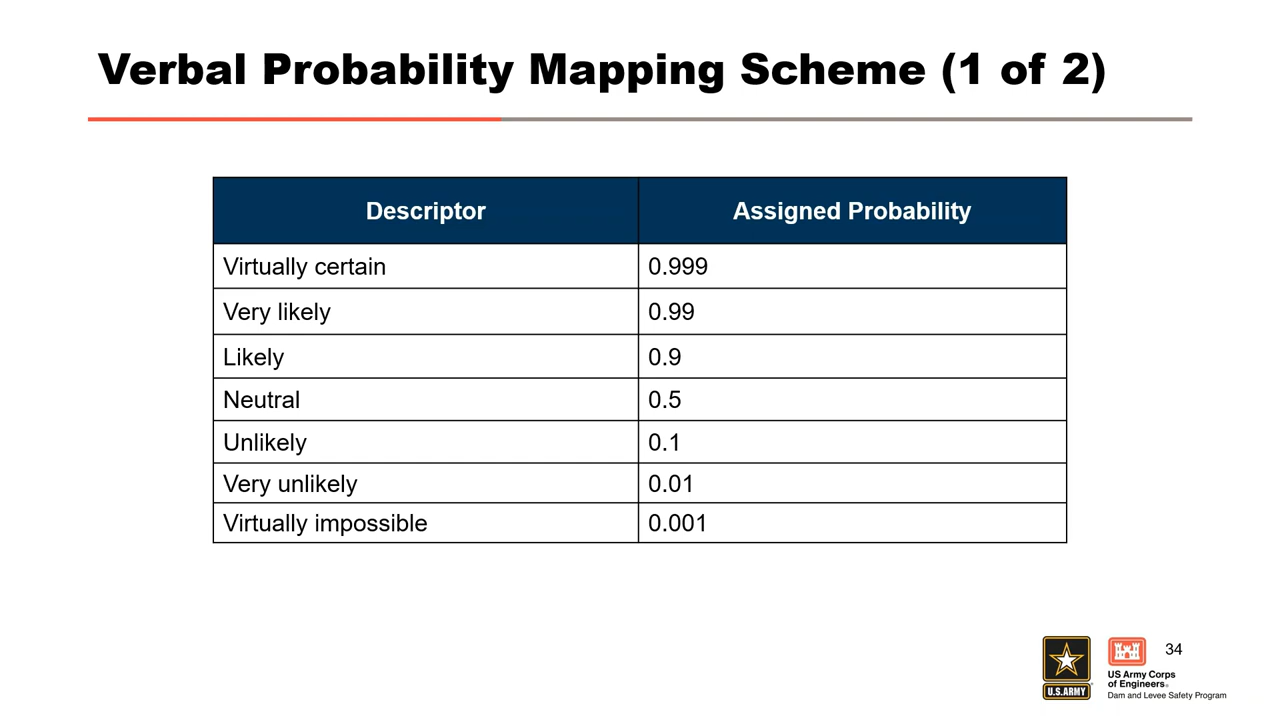 Verbal Probability Mapping Scheme (1 of 2)
Descriptor Assigned Probability
Virtually certain 0.999
Very likely 0.99
Likely 0.9
Neutral 0.5
Unlikely 0.1
Very unlikely 0.01
Virtually impossible 0.001
34
U.S.ARMY
US Army Corps
of Engineers®
Dam and Levee Safety Program